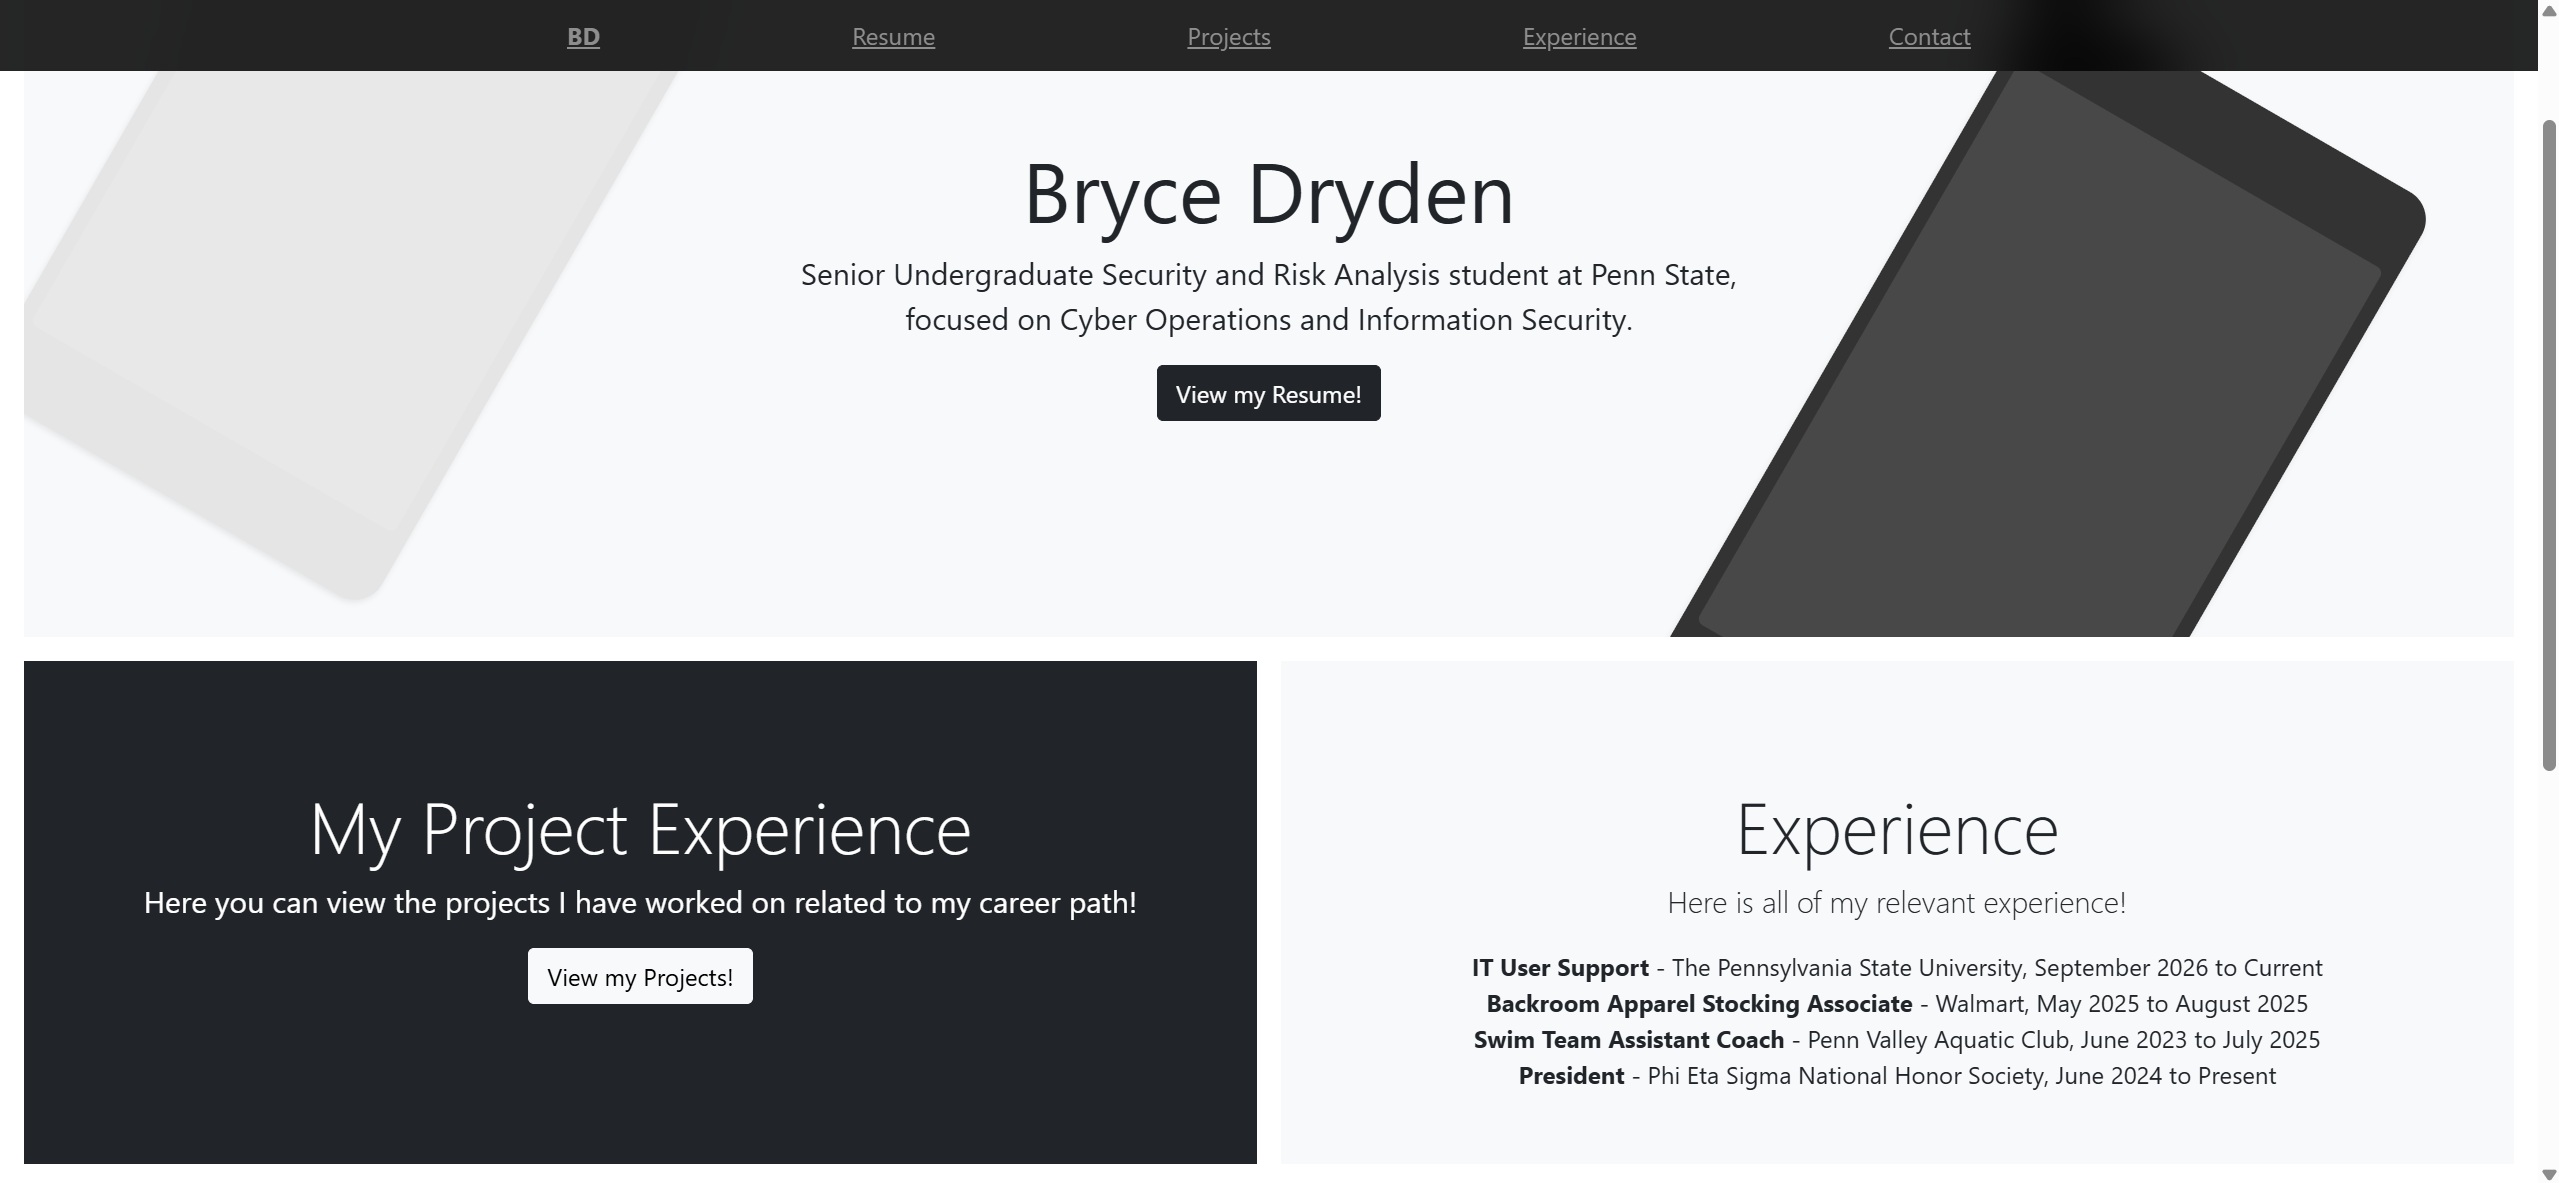 BD
Resume
Projects
Experience
Contact
Bryce Dryden
Senior Undergraduate Security and Risk Analysis student at Penn State,
focused on Cyber Operations and Information Security.
View my Resume!
My Project Experience
Here you can view the projects I have worked on related to my career path!
View my Projects!
Experience
Here is all of my relevant experience!
IT User Support - The Pennsylvania State University, September 2026 to Current
Backroom Apparel Stocking Associate - Walmart, May 2025 to August 2025
Swim Team Assistant Coach - Penn Valley Aquatic Club, June 2023 to July 2025
President - Phi Eta Sigma National Honor Society, June 2024 to Present